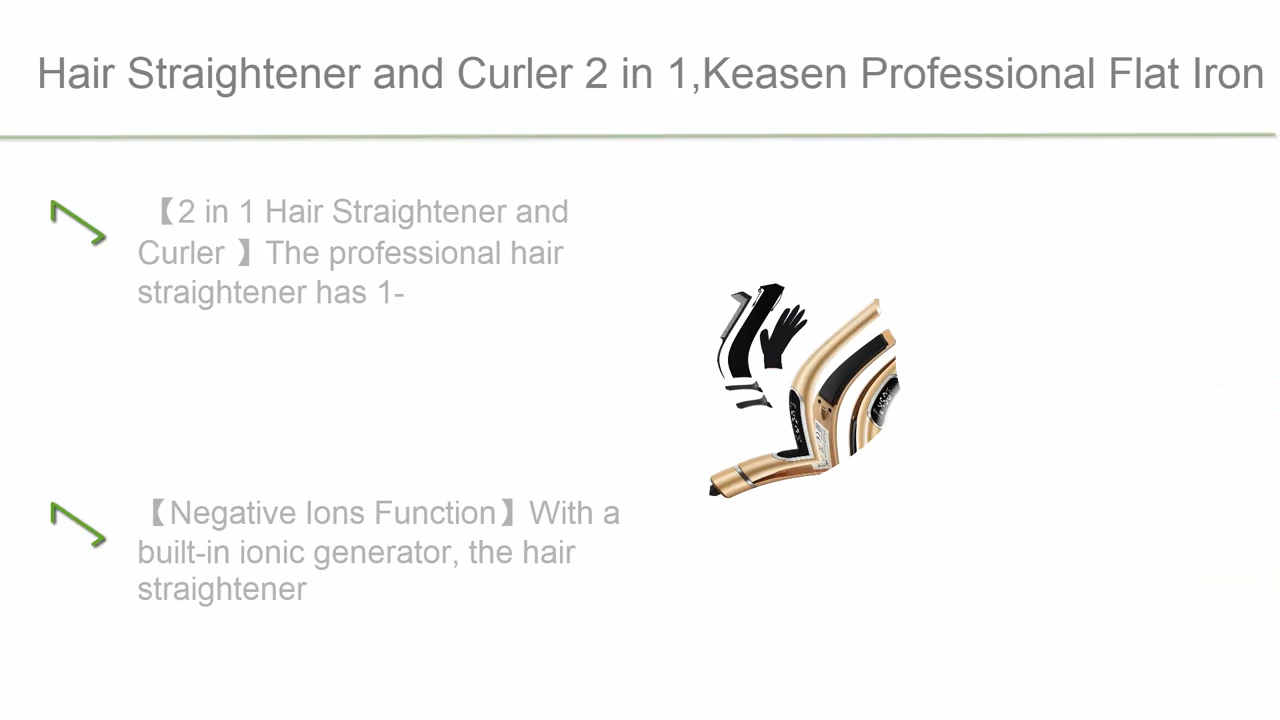 Hair Straightener and Curler 2 in 1,Keasen Professional Flat Iron
【2 in 1 Hair Straightener and
Curler 】The professional hair
straightener has 1-
【Negative Ions Function】With a
built-in ionic generator, the hair
straightener